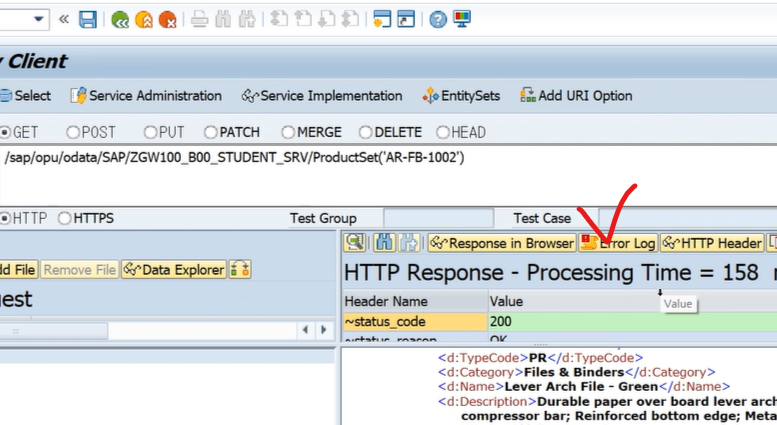 y Client
Select Service Administration Service Implementation EntitySets Add URI Option
GET POST PUT PATCH MERGE DELETE HEAD
/sap/opu/odata/SAP/ZGW100_B00_STUDENT_SRV/ProductSet('AR-FB-1002')
HTTP HTTPS Test Group Test Case
Response in Browser Error Log HTTP Header
dd File Remove File Data Explorer
HTTP Response - Processing Time = 158
est
Header Name Value
Value
~status_code 200
~status_reason OK
<d:TypeCode>PR</d:TypeCode>
<d:Category>Files & Binders</d:Category>
<d:Name>Lever Arch File - Green</d:Name>
<d:Description>Durable paper over board lever arch
compressor bar; Reinforced bottom edge; Meta